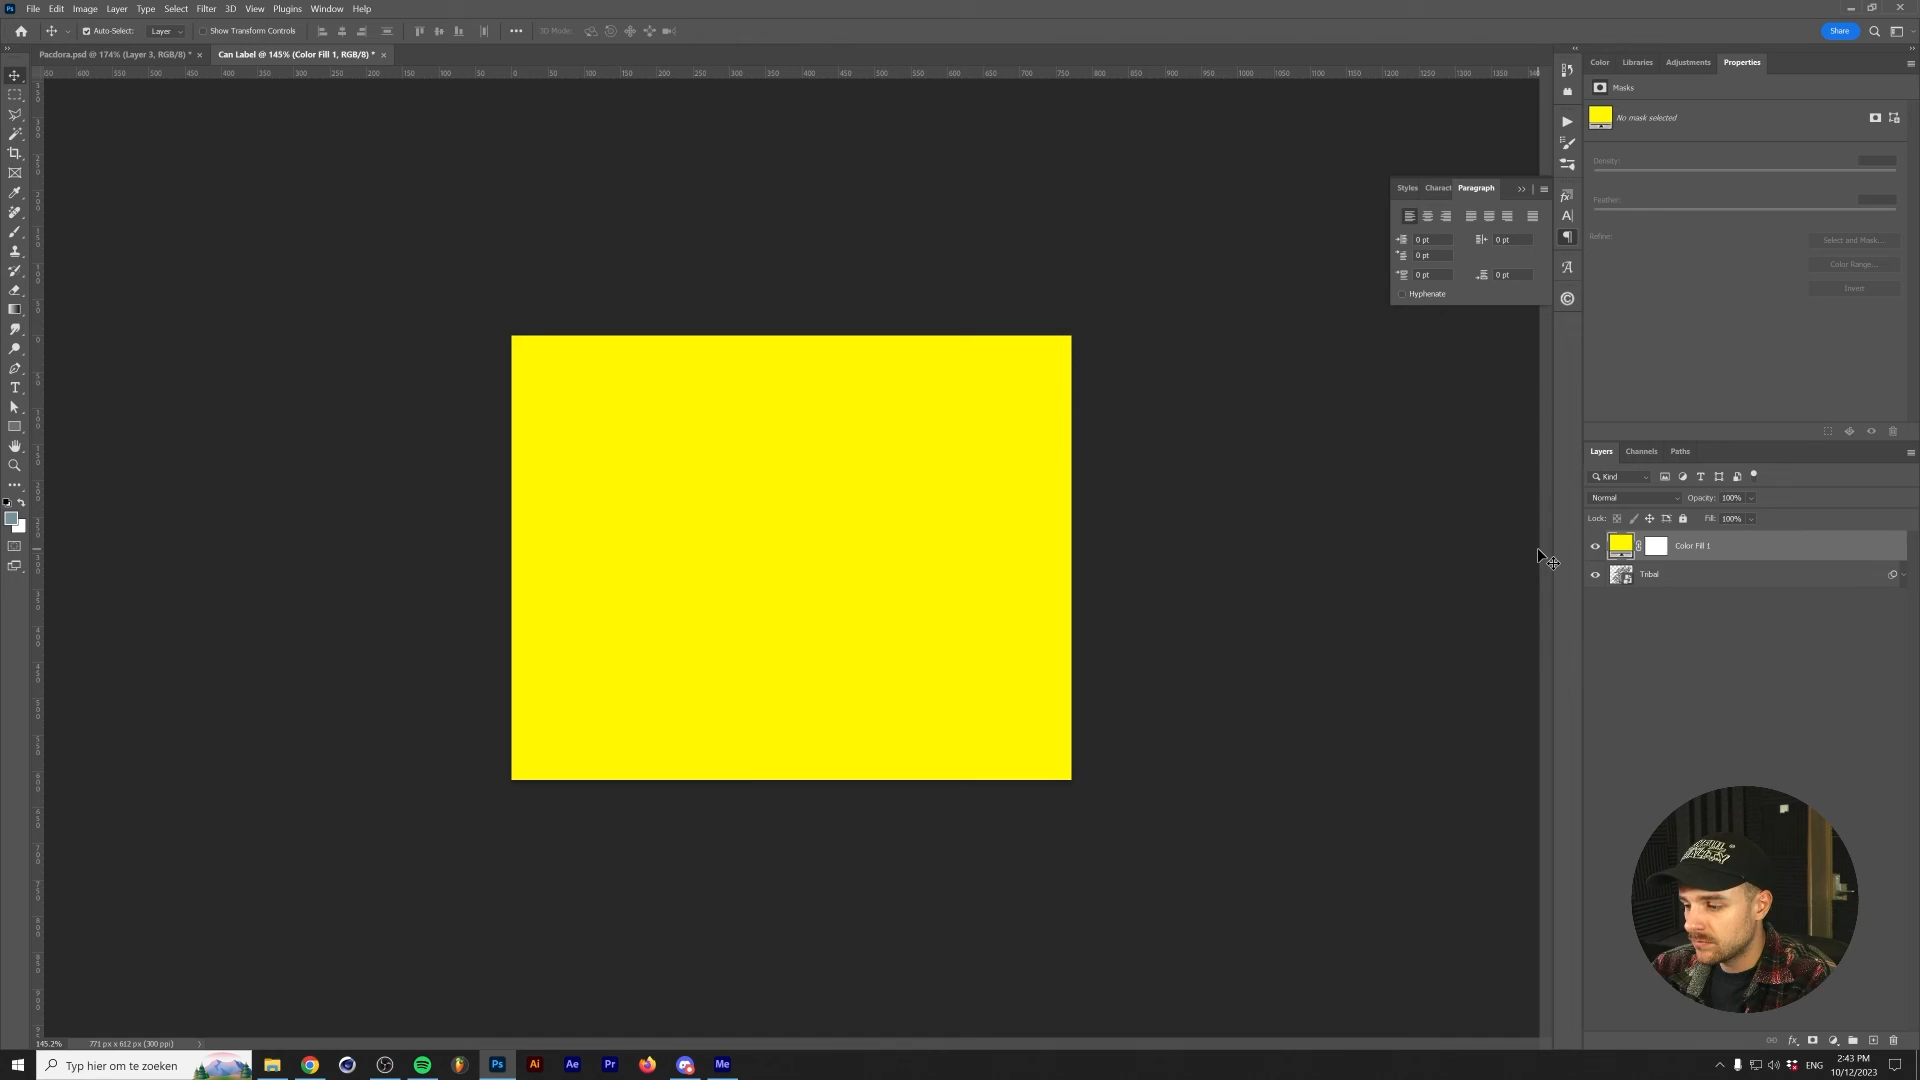 File Edit Image Layer Type Select Filter 3D View Plugins Window Help
Auto-Select: Layer Show Transform Controls 3D Mode: Share
Pacdora.psd @ 174% (Layer 3, RGB/8) * Can Label @ 145% (Color Fill 1, RGB/8) *
Color Libraries Adjustments Properties
Masks
No mask selected
Density:
Feather:
Refine:
Select and Mask...
Color Range...
Invert
Styles Charact Paragraph
0 pt 0 pt
0 pt
0 pt 0 pt
Hyphenate
Layers Channels Paths
Kind
Normal Opacity: 100%
Lock: Fill: 100%
Color Fill 1
Tribal
145.2% 771 px x 612 px (300 ppi)
Typ hier om te zoeken
ENG
2:43 PM
10/12/2023